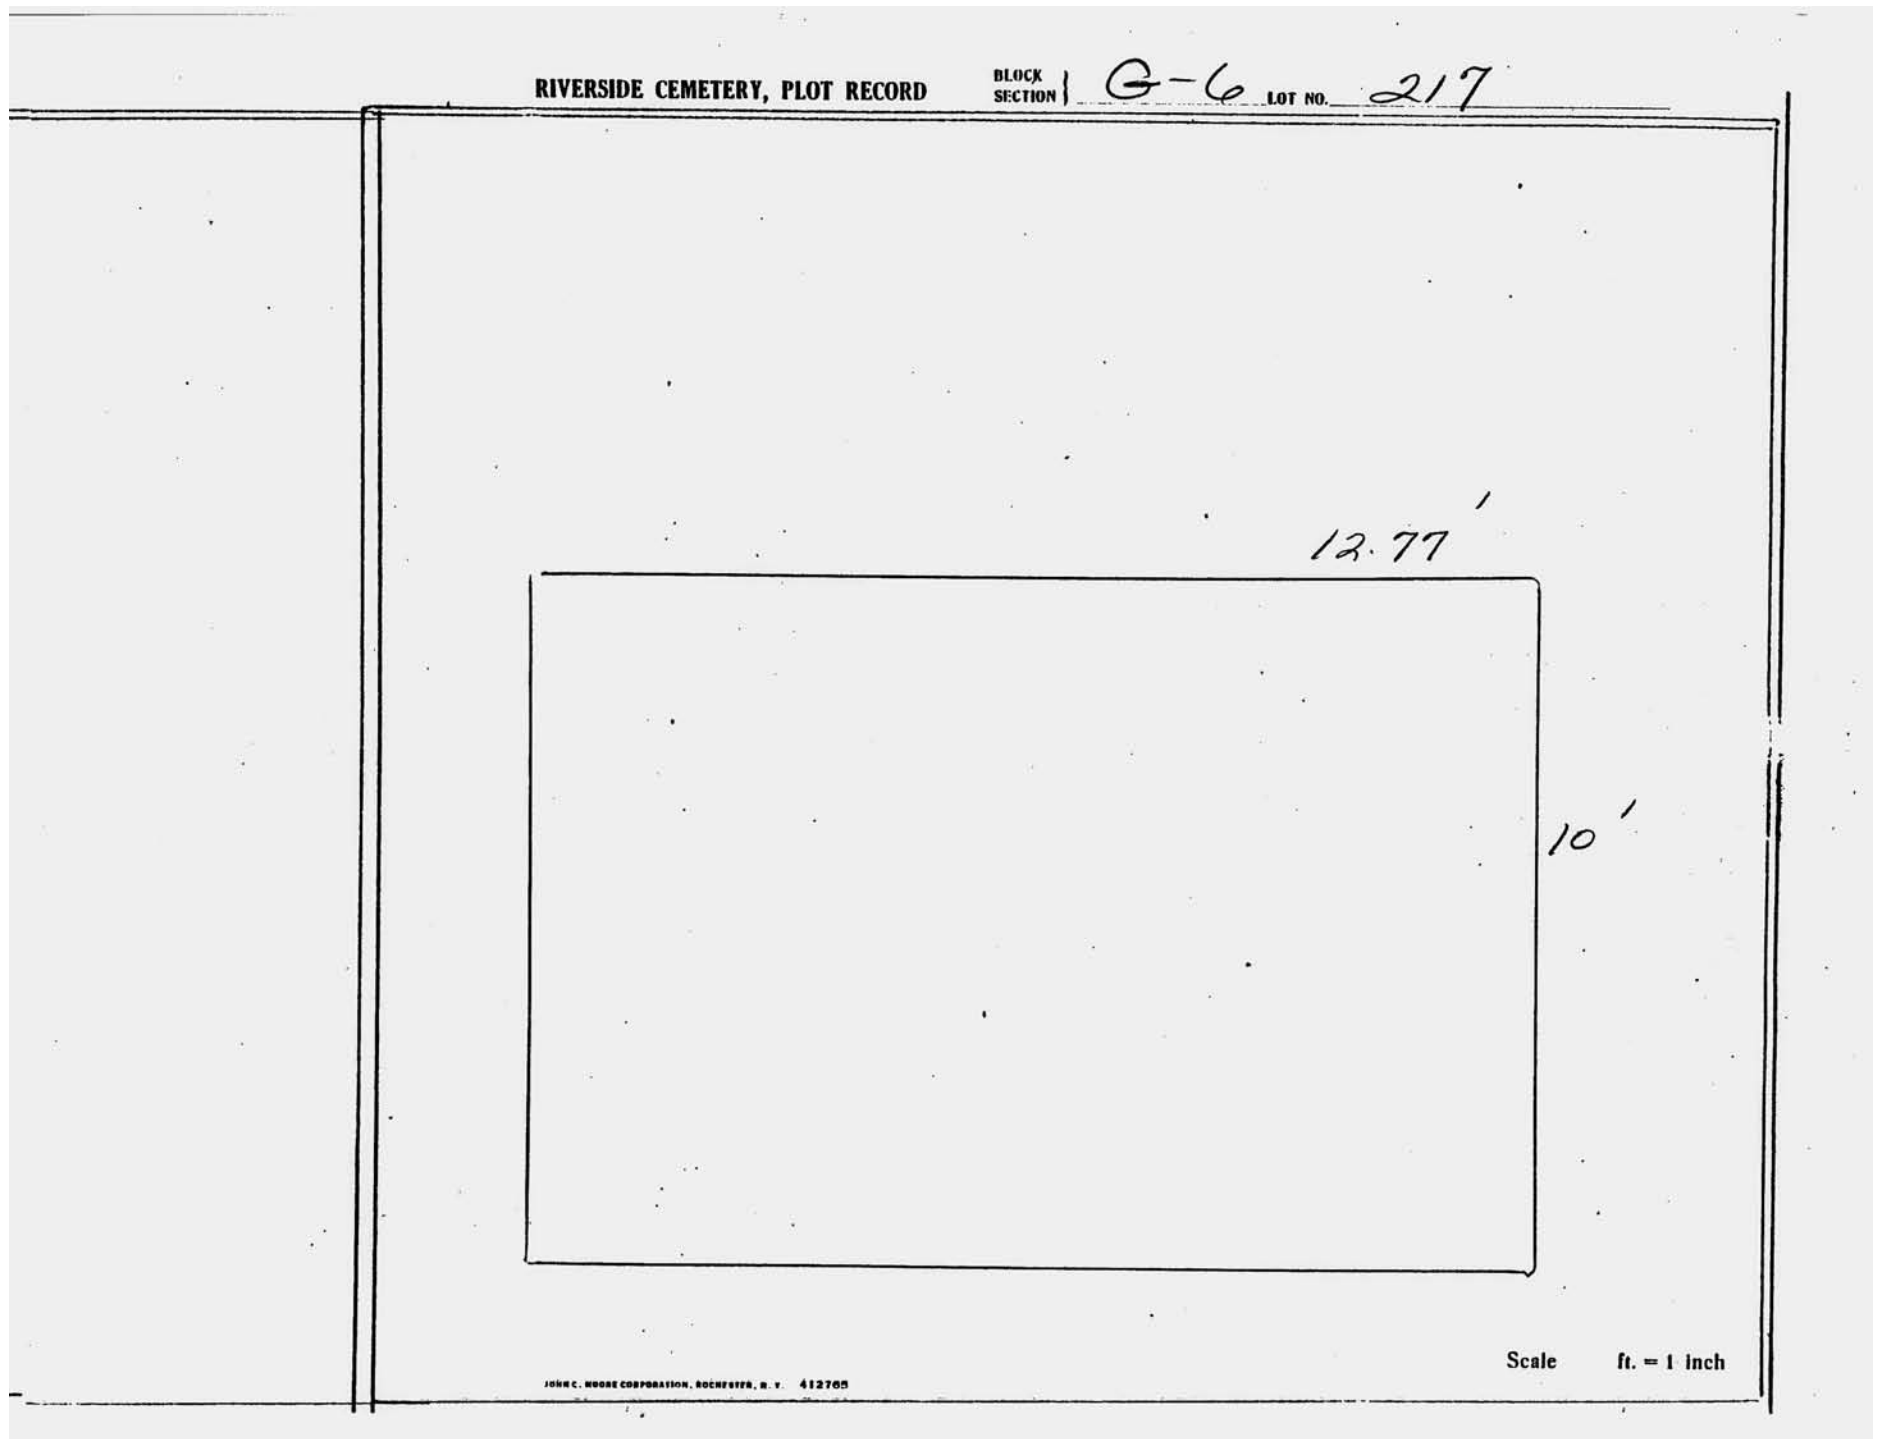 RIVERSIDE CEMETERY, PLOT RECORD BLOCK SECTION } G-6 LOT NO. 217
12.77'
10'
Scale ft. = 1 inch
JOHN C. MOORE CORPORATION, ROCHESTER, N. Y. 412765